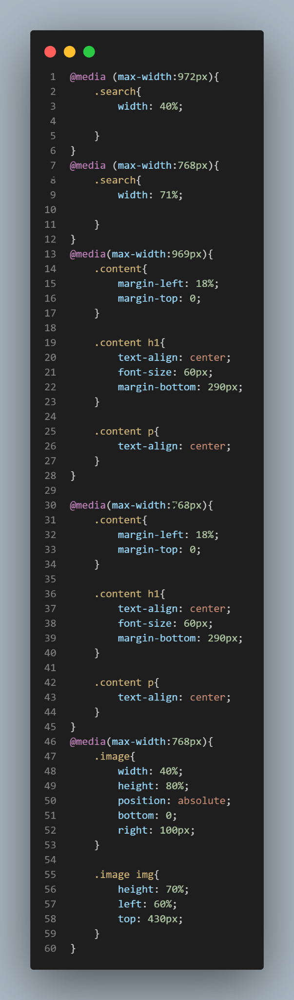 1 @media (max-width:972px){
2 .search{
3 width: 40%;
4
5 }
6 }
7 @media (max-width:768px){
8 .search{
9 width: 71%;
10
11 }
12 }
13 @media(max-width:969px){
14 .content{
15 margin-left: 18%;
16 margin-top: 0;
17 }
18
19 .content h1{
20 text-align: center;
21 font-size: 60px;
22 margin-bottom: 290px;
23 }
24
25 .content p{
26 text-align: center;
27 }
28 }
29
30 @media(max-width:768px){
31 .content{
32 margin-left: 18%;
33 margin-top: 0;
34 }
35
36 .content h1{
37 text-align: center;
38 font-size: 60px;
39 margin-bottom: 290px;
40 }
41
42 .content p{
43 text-align: center;
44 }
45 }
46 @media(max-width:768px){
47 .image{
48 width: 40%;
49 height: 80%;
50 position: absolute;
51 bottom: 0;
52 right: 100px;
53 }
54
55 .image img{
56 height: 70%;
57 left: 60%;
58 top: 430px;
59 }
60 }